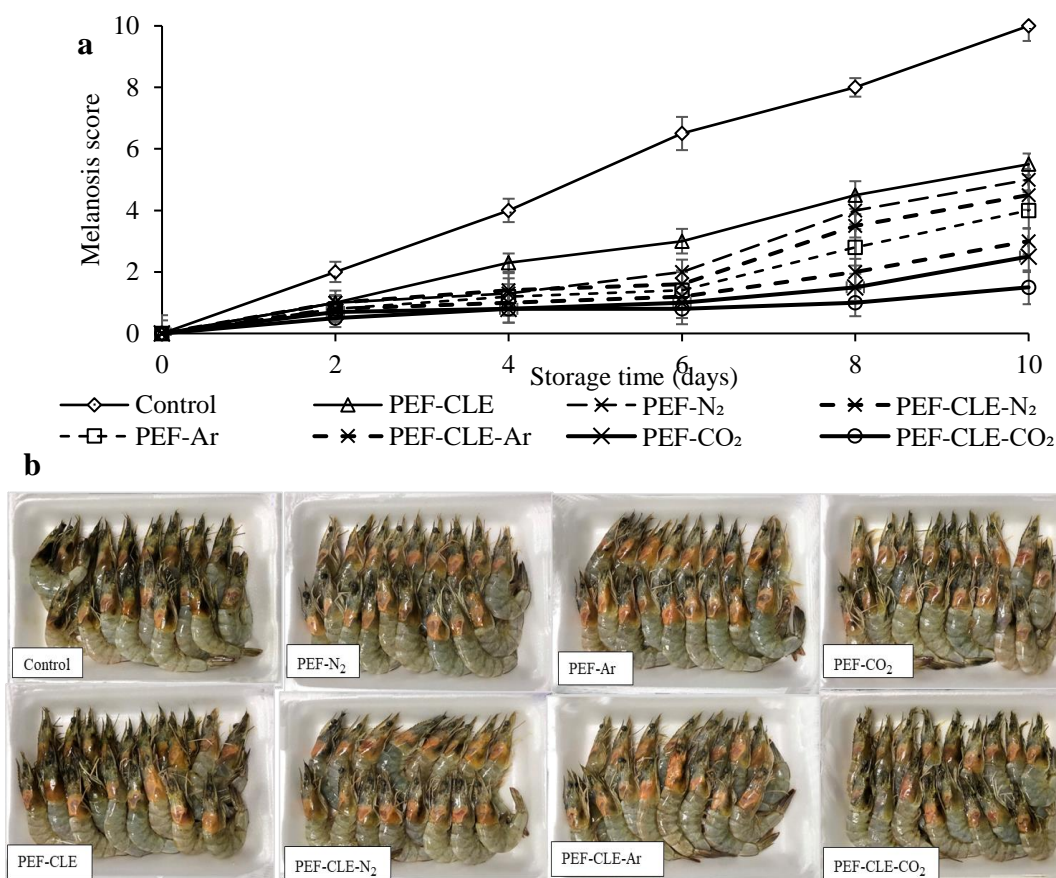 a
Melanosis score
10
8
6
4
2
0
0 2 4 6 8 10
Storage time (days)
Control PEF-CLE PEF-N₂ PEF-CLE-N₂
PEF-Ar PEF-CLE-Ar PEF-CO₂ PEF-CLE-CO₂
b
Control PEF-N₂ PEF-Ar PEF-CO₂
PEF-CLE PEF-CLE-N₂ PEF-CLE-Ar PEF-CLE-CO₂